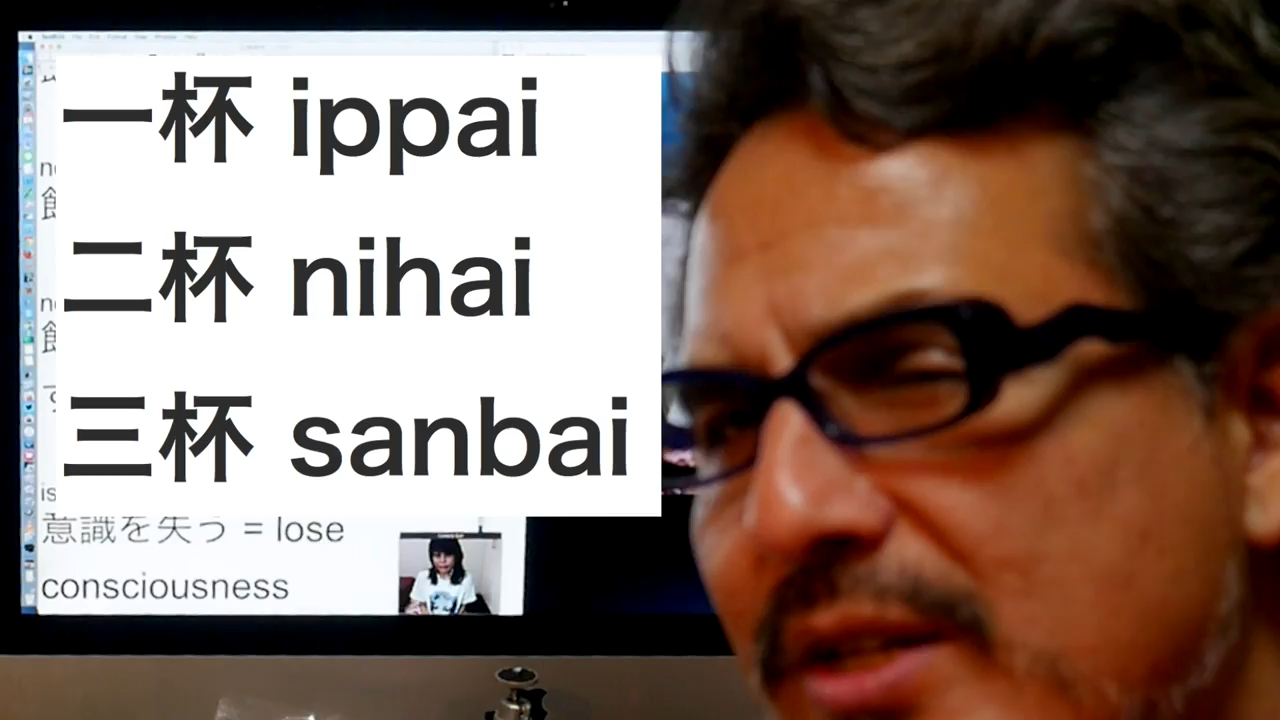 一杯 ippai
二杯 nihai
三杯 sanbai
意識を失う = lose
consciousness